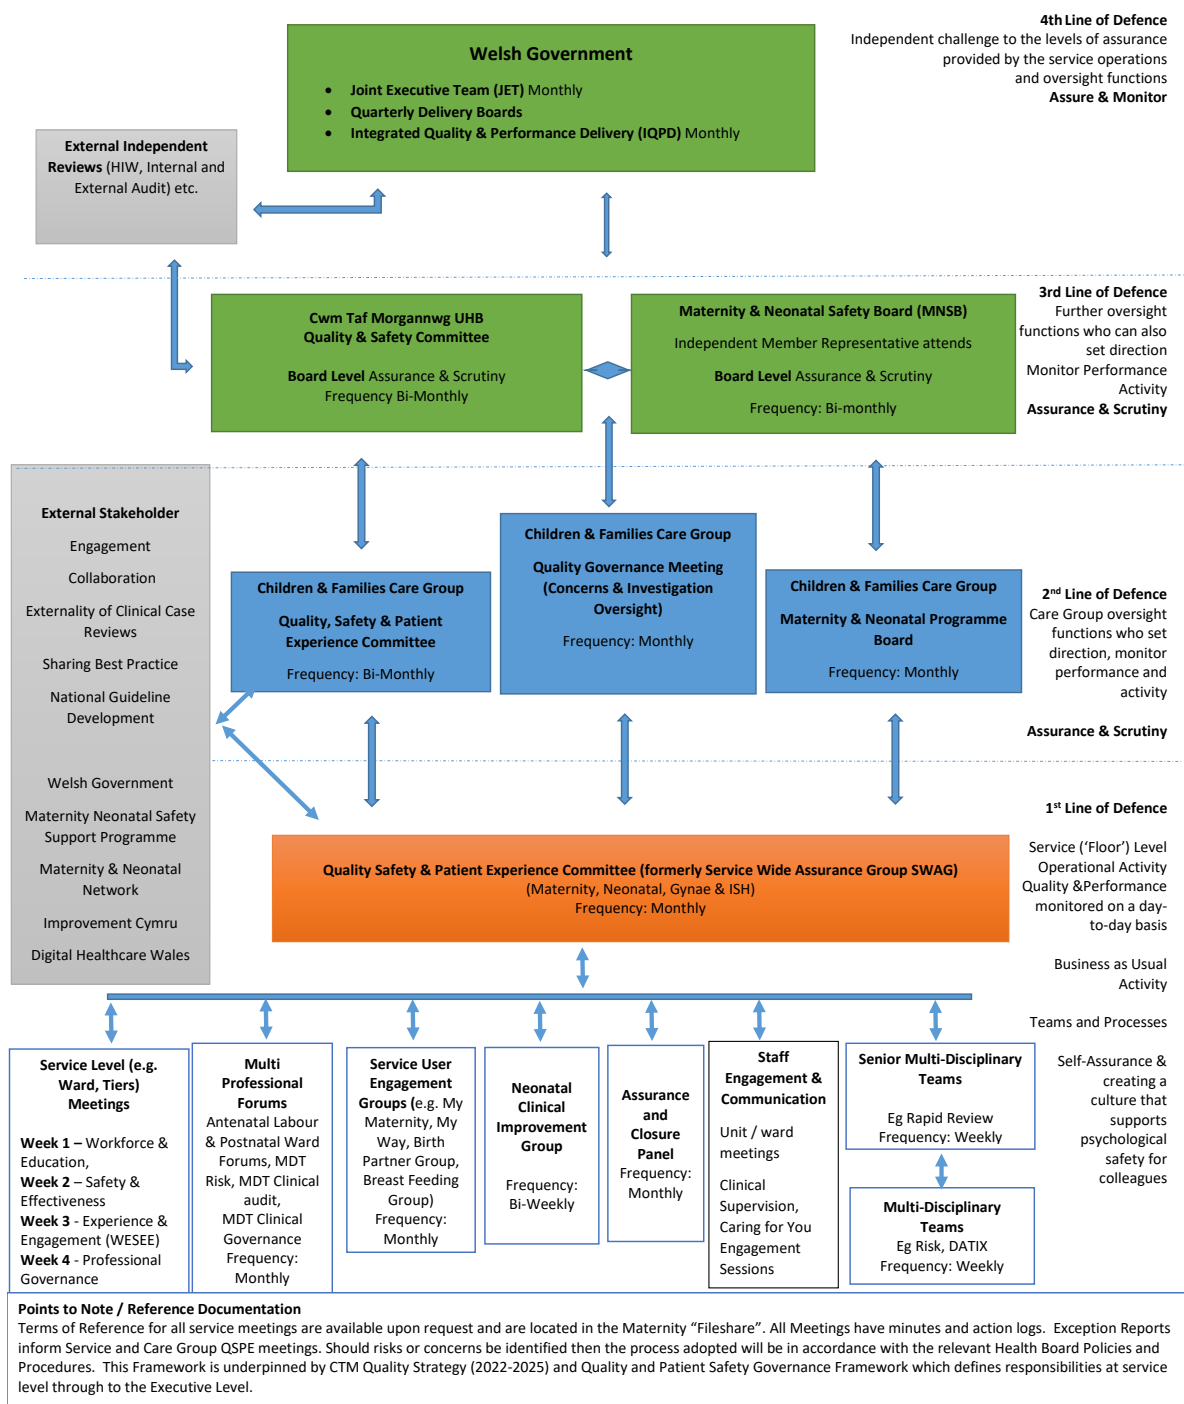 4th Line of Defence
Independent challenge to the levels of assurance
provided by the service operations
and oversight functions
Assure & Monitor
Welsh Government
• Joint Executive Team (JET) Monthly
• Quarterly Delivery Boards
• Integrated Quality & Performance Delivery (IQPD) Monthly
External Independent
Reviews (HIW, Internal and
External Audit) etc.
3rd Line of Defence
Further oversight
functions who can also
set direction
Monitor Performance
Activity
Assurance & Scrutiny
Cwm Taf Morgannwg UHB
Quality & Safety Committee
Board Level Assurance & Scrutiny
Frequency Bi-Monthly
Maternity & Neonatal Safety Board (MNSB)
Independent Member Representative attends
Board Level Assurance & Scrutiny
Frequency: Bi-monthly
External Stakeholder
Engagement
Collaboration
Externality of Clinical Case
Reviews
Sharing Best Practice
National Guideline
Development
Welsh Government
Maternity Neonatal Safety
Support Programme
Maternity & Neonatal
Network
Improvement Cymru
Digital Healthcare Wales
Children & Families Care Group
Quality, Safety & Patient
Experience Committee
Frequency: Bi-Monthly
Children & Families Care Group
Quality Governance Meeting
(Concerns & Investigation
Oversight)
Frequency: Monthly
Children & Families Care Group
Maternity & Neonatal Programme
Board
Frequency: Monthly
2nd Line of Defence
Care Group oversight
functions who set
direction, monitor
performance and
activity
Assurance & Scrutiny
1st Line of Defence
Service (‘Floor’) Level
Operational Activity
Quality &Performance
monitored on a day-
to-day basis
Business as Usual
Activity
Teams and Processes
Self-Assurance &
creating a
culture that
supports
psychological
safety for
colleagues
Quality Safety & Patient Experience Committee (formerly Service Wide Assurance Group SWAG)
(Maternity, Neonatal, Gynae & ISH)
Frequency: Monthly
Service Level (e.g.
Ward, Tiers)
Meetings
Week 1 – Workforce &
Education,
Week 2 – Safety &
Effectiveness
Week 3 - Experience &
Engagement (WESEE)
Week 4 - Professional
Governance
Multi
Professional
Forums
Antenatal Labour
& Postnatal Ward
Forums, MDT
Risk, MDT Clinical
audit,
MDT Clinical
Governance
Frequency:
Monthly
Service User
Engagement
Groups (e.g. My
Maternity, My
Way, Birth
Partner Group,
Breast Feeding
Group)
Frequency:
Monthly
Neonatal
Clinical
Improvement
Group
Frequency:
Bi-Weekly
Assurance
and
Closure
Panel
Frequency:
Monthly
Staff
Engagement &
Communication
Unit / ward
meetings
Clinical
Supervision,
Caring for You
Engagement
Sessions
Senior Multi-Disciplinary
Teams
Eg Rapid Review
Frequency: Weekly
Multi-Disciplinary
Teams
Eg Risk, DATIX
Frequency: Weekly
Points to Note / Reference Documentation
Terms of Reference for all service meetings are available upon request and are located in the Maternity “Fileshare”. All Meetings have minutes and action logs. Exception Reports
inform Service and Care Group QSPE meetings. Should risks or concerns be identified then the process adopted will be in accordance with the relevant Health Board Policies and
Procedures. This Framework is underpinned by CTM Quality Strategy (2022-2025) and Quality and Patient Safety Governance Framework which defines responsibilities at service
level through to the Executive Level.